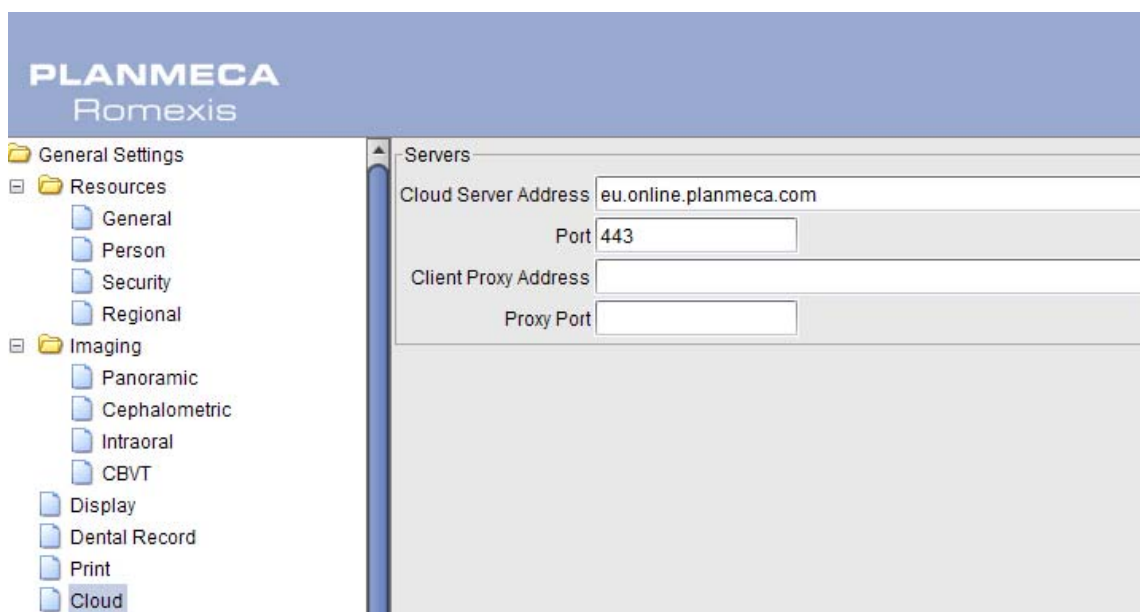 PLANMECA
Romexis
General Settings
Resources
General
Person
Security
Regional
Imaging
Panoramic
Cephalometric
Intraoral
CBVT
Display
Dental Record
Print
Cloud
Servers
Cloud Server Address eu.online.planmeca.com
Port 443
Client Proxy Address
Proxy Port